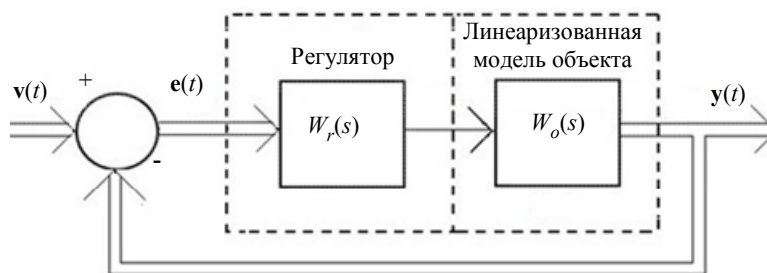 Линеаризованная
Регулятор
модель объекта
v(t)
+
e(t)
y(t)
W_r(s)
W_o(s)
-